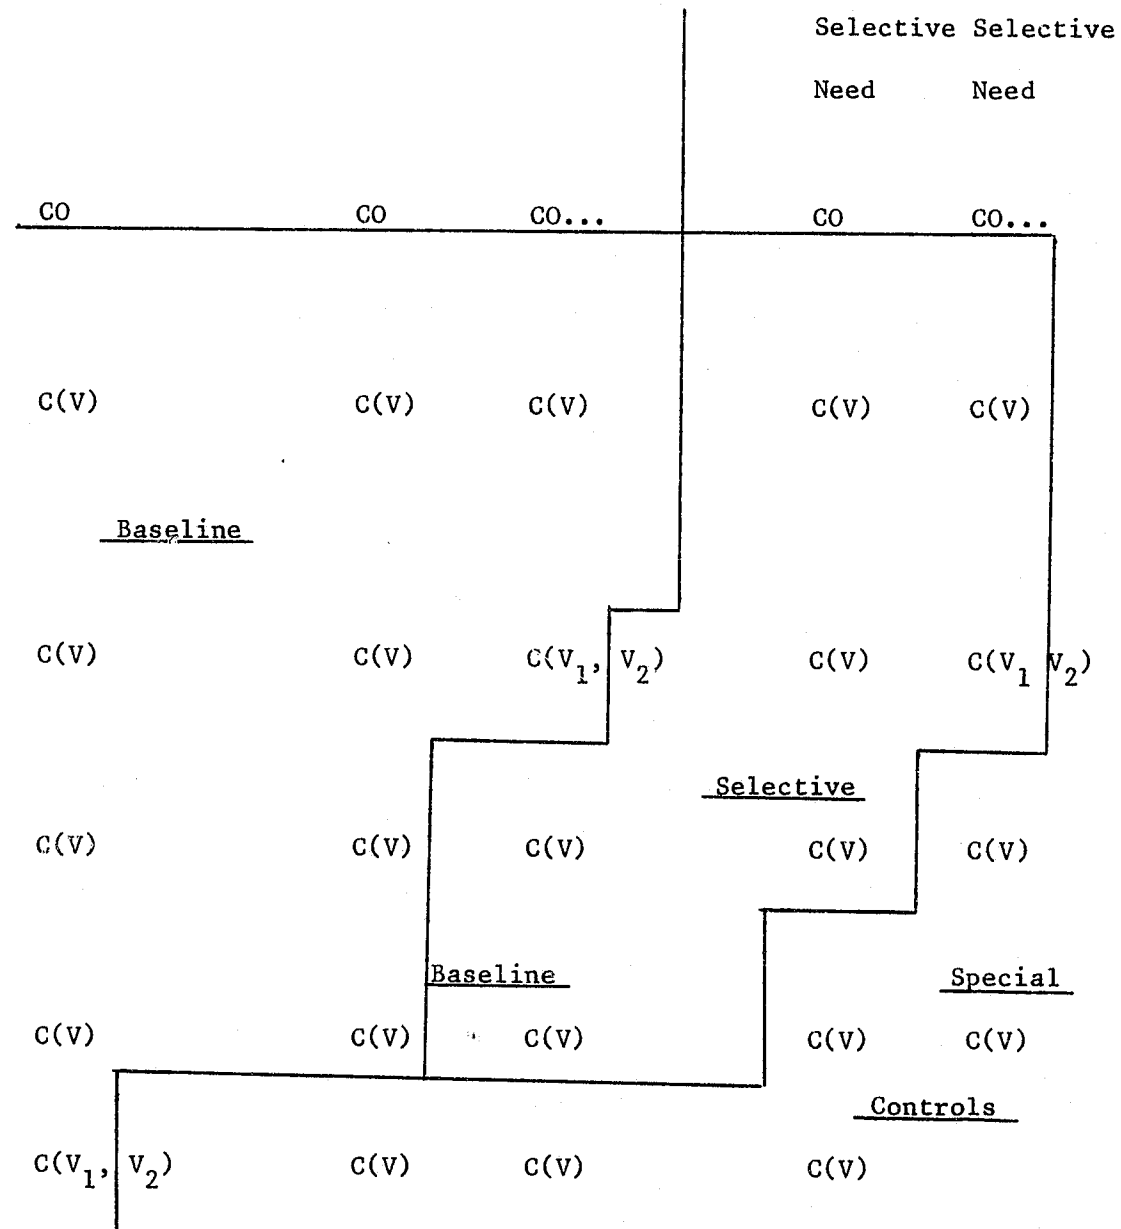 Selective Selective
Need Need
CO CO CO... CO CO...
C(V) C(V) C(V) C(V) C(V)
Baseline
C(V) C(V) C(V₁, V₂) C(V) C(V₁ V₂)
Selective
C(V) C(V) C(V) C(V) C(V)
Baseline Special
C(V) C(V) C(V) C(V) C(V)
Controls
C(V₁, V₂) C(V) C(V) C(V)